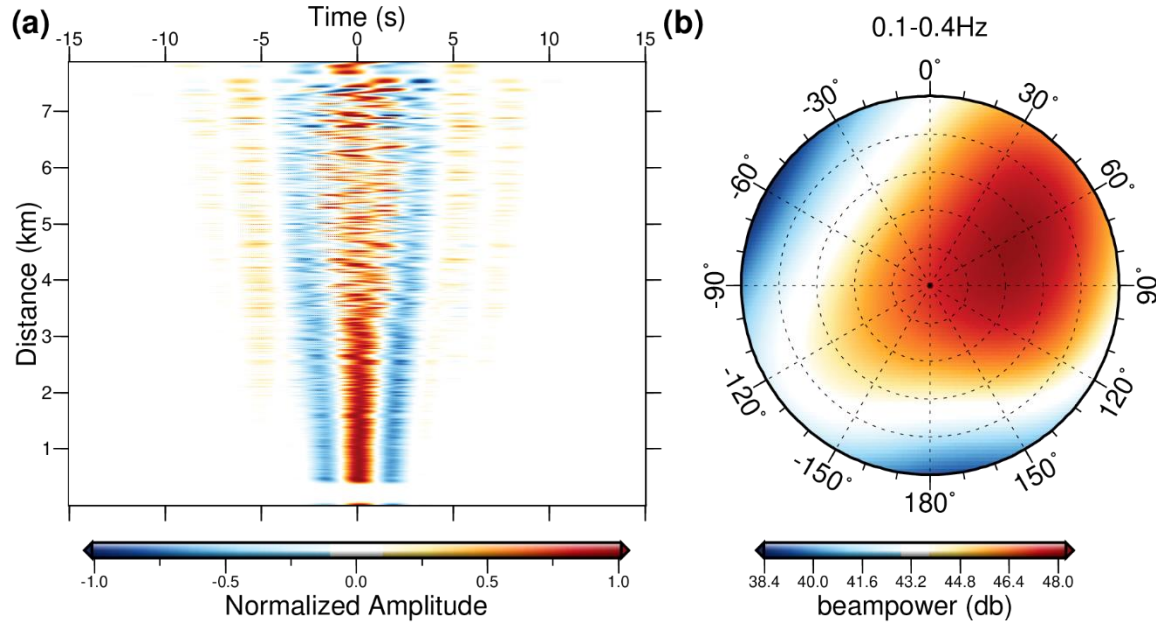 (a)
Time (s)
-15 -10 -5 0 5 10 15
Distance (km)
7
6
5
4
3
2
1
-1.0 -0.5 0.0 0.5 1.0
Normalized Amplitude
(b)
0.1-0.4Hz
0°
30°
60°
90°
120°
150°
180°
-150°
-120°
-90°
-60°
-30°
38.4 40.0 41.6 43.2 44.8 46.4 48.0
beampower (db)